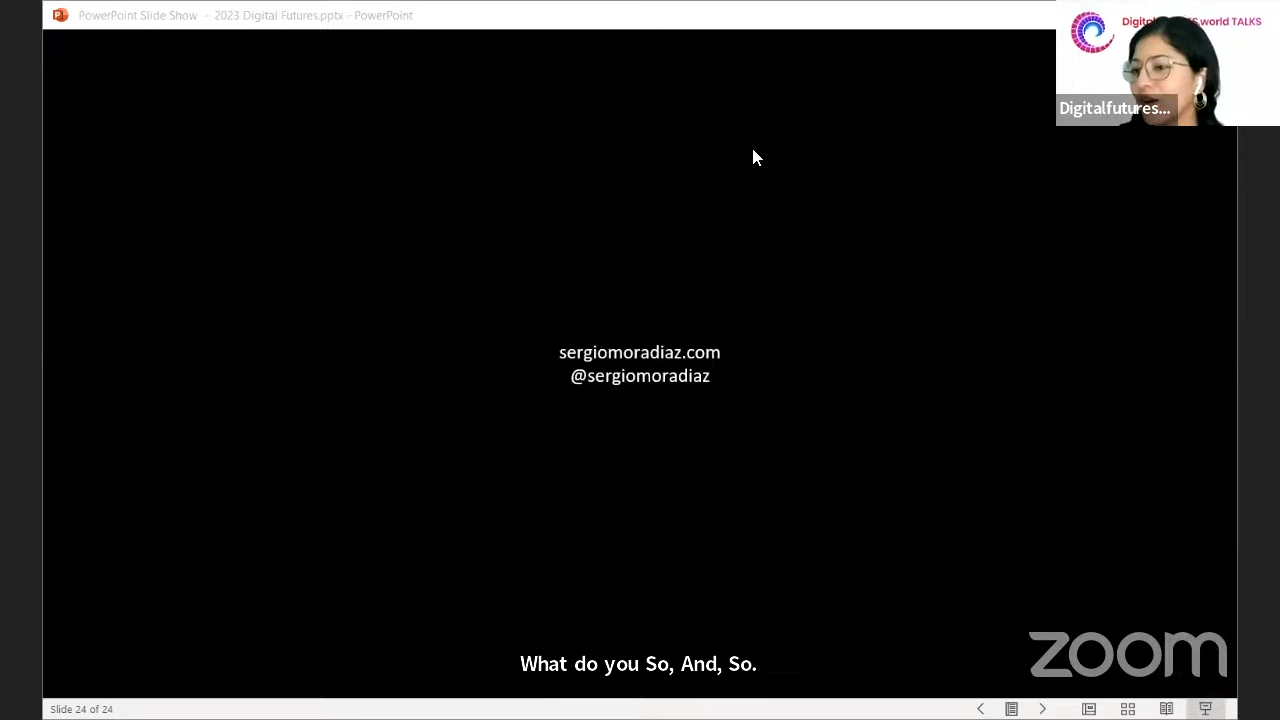 PowerPoint Slide Show - 2023 Digital Futures.pptx - PowerPoint
world TALKS
Digitalfutures...
sergiomoradiaz.com
@sergiomoradiaz
What do you So, And, So.
zoom
Slide 24 of 24